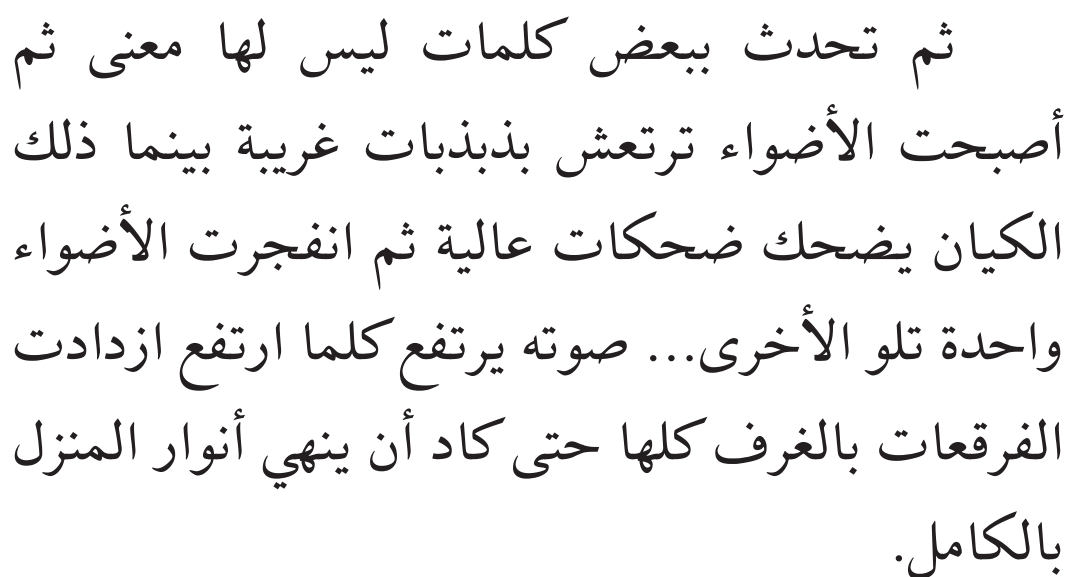 ثم تحدث ببعض كلمات ليس لها معنى ثم
أصبحت الأضواء ترتعش بذبذبات غريبة بينما ذلك
الكيان يضحك ضحكات عالية ثم انفجرت الأضواء
واحدة تلو الأخرى... صوته يرتفع كلما ارتفع ازدادت
الفرقعات بالغرف كلها حتى كاد أن ينهي أنوار المنزل
بالكامل.